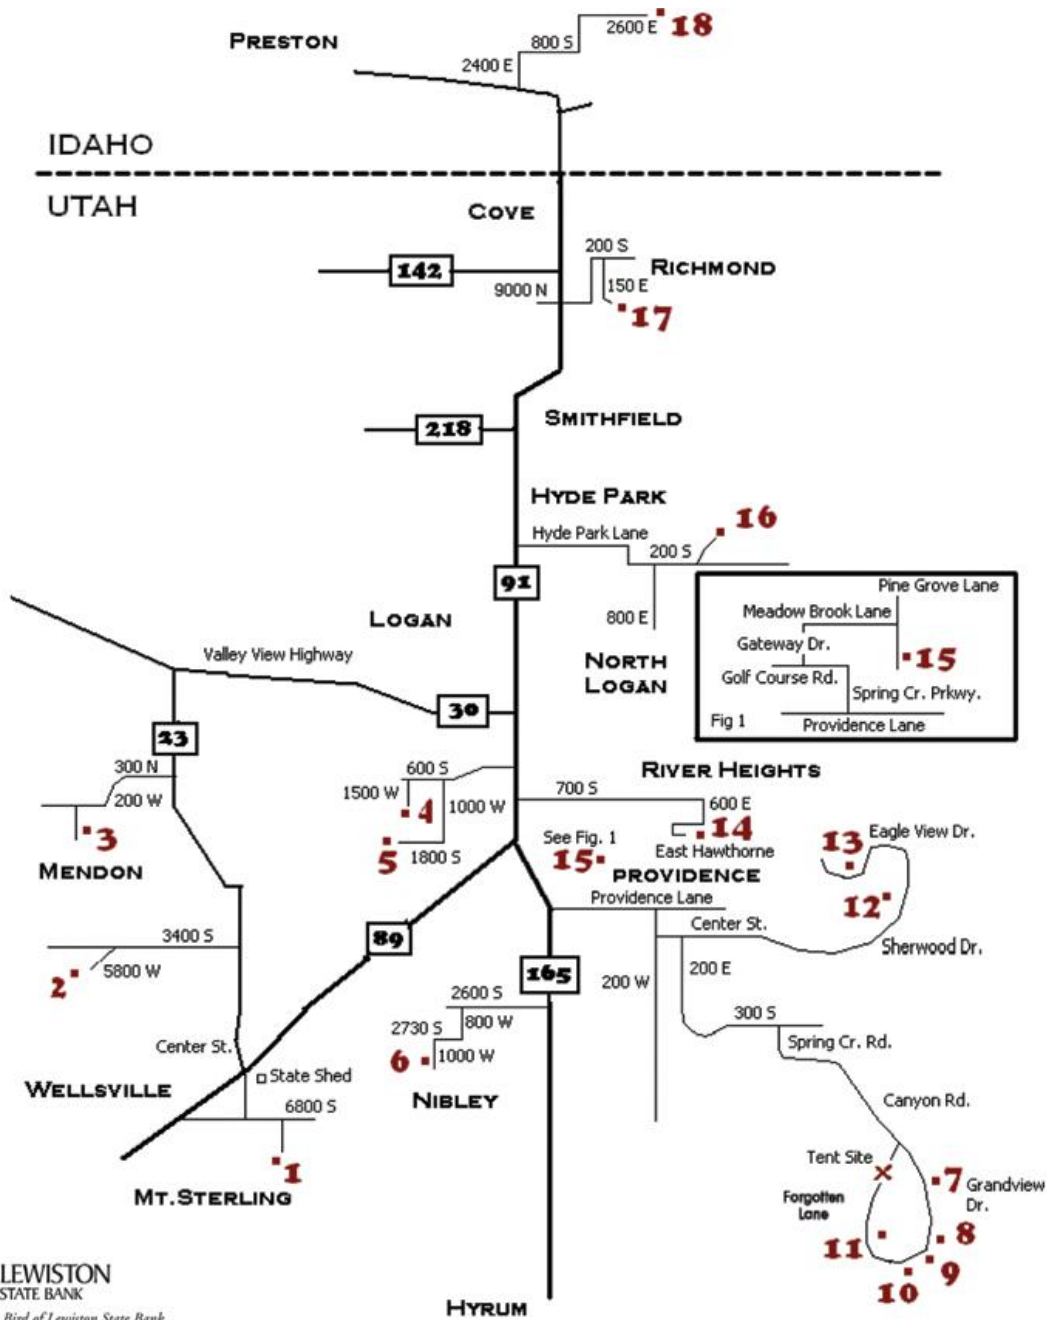 PRESTON
2600 E
18
800 S
2400 E
IDAHO
UTAH
COVE
200 S
142
RICHMOND
9000 N
150 E
17
218
SMITHFIELD
HYDE PARK
16
Hyde Park Lane
200 S
91
800 E
LOGAN
NORTH
LOGAN
Valley View Highway
30
23
Pine Grove Lane
Meadow Brook Lane
Gateway Dr.
15
Golf Course Rd.
Spring Cr. Prkwy.
Fig 1
Providence Lane
300 N
200 W
3
MENDON
600 S
1500 W
1000 W
4
5
1800 S
RIVER HEIGHTS
700 S
600 E
14
East Hawthorne
See Fig. 1
15
PROVIDENCE
Providence Lane
13
Eagle View Dr.
12
Center St.
Sherwood Dr.
3400 S
5800 W
2
89
165
200 W
200 E
300 S
Spring Cr. Rd.
2600 S
2730 S
800 W
6
1000 W
NIBLEY
Center St.
State Shed
WELLSVILLE
6800 S
1
MT.STERLING
Canyon Rd.
Tent Site
7
Grandview
Dr.
Forgotten
Lane
8
11
9
10
LEWISTON
STATE BANK
Bird of Lewiston State Bank
HYRUM